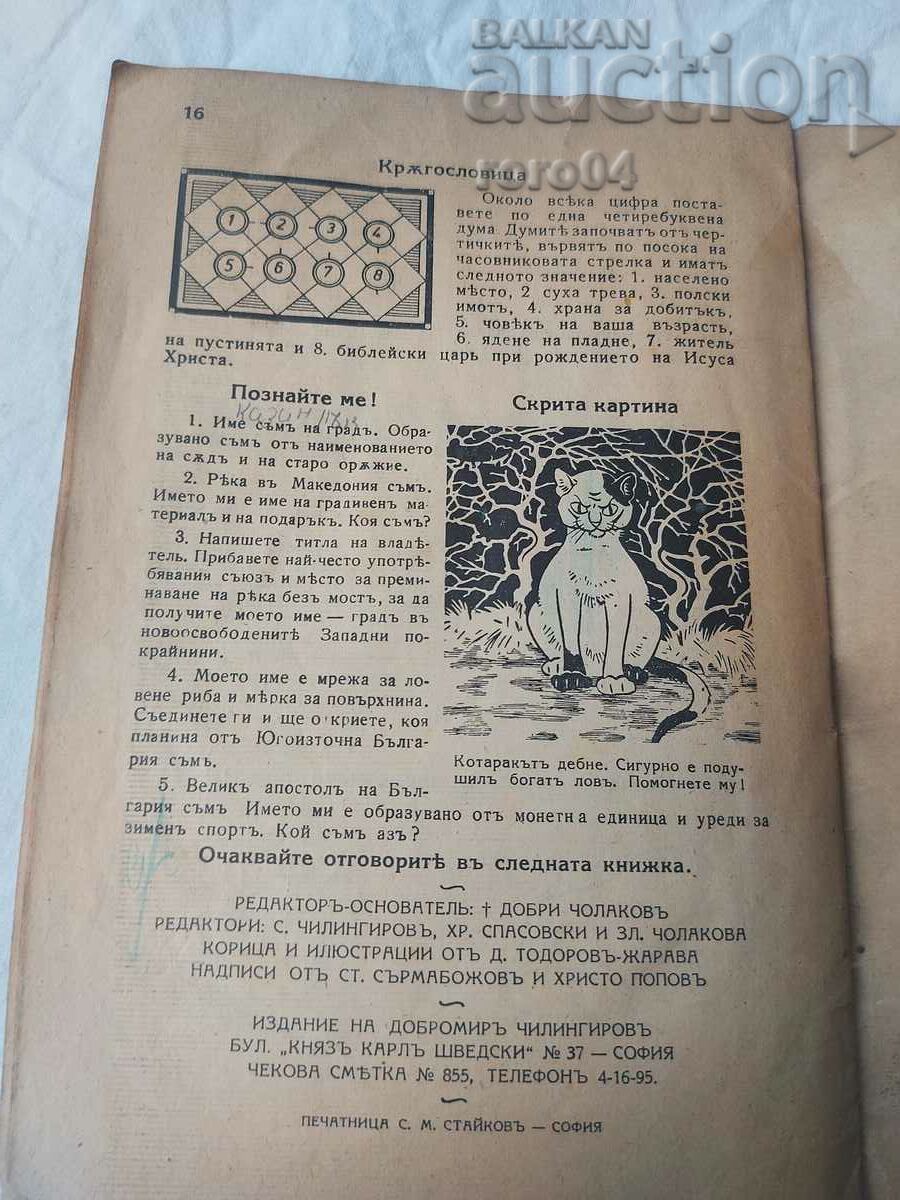 BALKAN
auction
roro04
16
Крѫгословица
1 2 3 4
5 6 7 8
Около всѣка цифра поста-
вете по една четиребуквена
дума. Думитѣ започватъ отъ чер-
тичкитѣ, вървятъ по посока на
часовниковата стрелка и иматъ
следното значение: 1. населено
мѣсто, 2 суха трева, 3. полски
имотъ, 4. храна за добитъкъ,
5. човѣкъ на ваша възрасть,
6. ядене на пладне, 7. житель
на пустинята и 8. библейски царь при рождението на Исуса
Христа.
Познайте ме!
1. Име съмъ на градъ. Обра-
зувано съмъ отъ наименованието
на сѫдъ и на старо орѫжие.
2. Рѣка въ Македония съмъ.
Името ми е име на градивенъ ма-
териалъ и на подаръкъ. Коя съмъ?
3. Напишете титла на владѣ-
тель. Прибавете най-често употрѣ-
бявания съюзъ и мѣсто за преми-
наване на рѣка безъ мостъ, за да
получите моето име — градъ въ
новоосвободенитѣ Западни по-
крайнини.
4. Моето име е мрежа за ло-
вене риба и мѣрка за повърхнина.
Съединете ги и ще откриете, коя
планина отъ Югоизточна Бълга-
рия съмъ.
5. Великъ апостолъ на Бъл-
гария съмъ Името ми е образувано отъ монетна единица и уреди за
зименъ спортъ. Кой съмъ азъ?
Скрита картина
Котаракътъ дебне. Сигурно е поду-
шилъ богатъ ловъ. Помогнете му!
Очаквайте отговоритѣ въ следната книжка.
РЕДАКТОРЪ-ОСНОВАТЕЛЬ: † ДОБРИ ЧОЛАКОВЪ
РЕДАКТОРИ: С. ЧИЛИНГИРОВЪ, ХР. СПАСОВСКИ И ЗЛ. ЧОЛАКОВА
КОРИЦА И ИЛЮСТРАЦИИ ОТЪ Д. ТОДОРОВЪ-ЖАРАВА
НАДПИСИ ОТЪ СТ. СЪРМАБОЖОВЪ И ХРИСТО ПОПОВЪ
ИЗДАНИЕ НА ДОБРОМИРЪ ЧИЛИНГИРОВЪ
БУЛ. „КНЯЗЪ КАРЛЪ ШВЕДСКИ" № 37 — СОФИЯ
ЧЕКОВА СМѢТКА № 855, ТЕЛЕФОНЪ 4-16-95.
ПЕЧАТНИЦА С. М. СТАЙКОВЪ — СОФИЯ